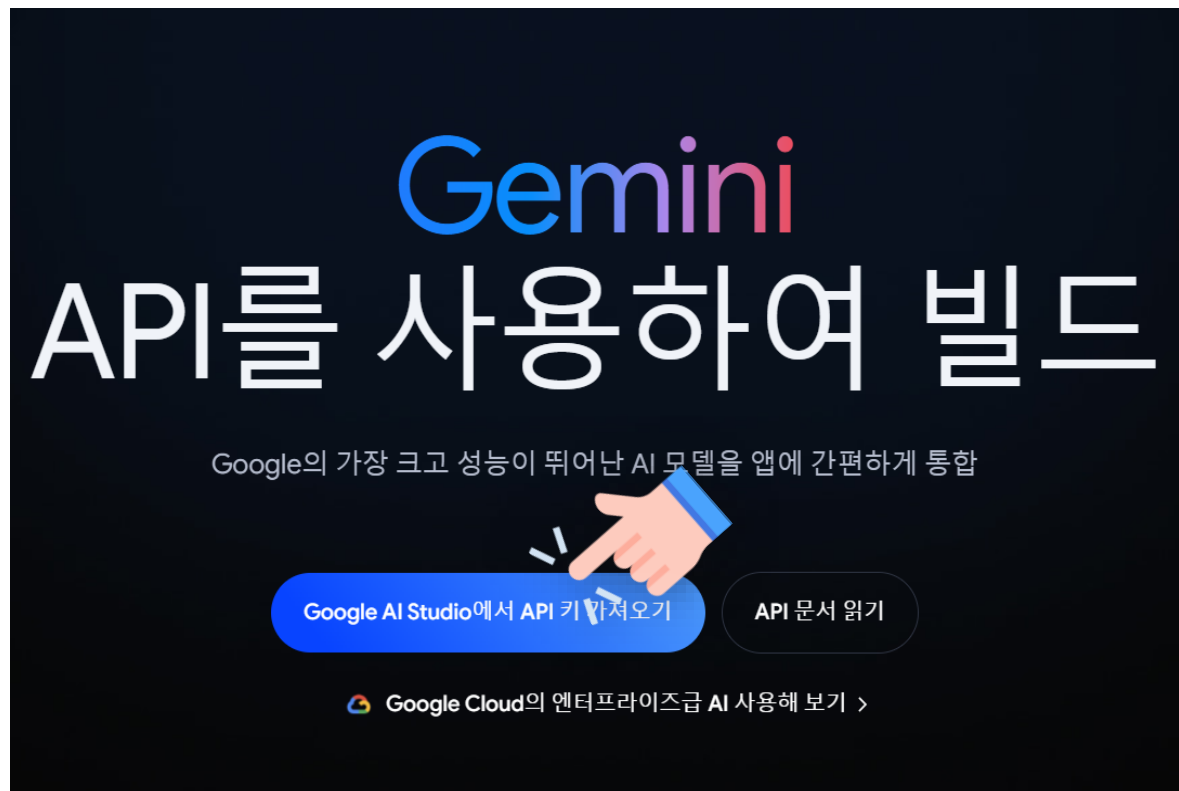 Gemini
API를 사용하여 빌드
Google의 가장 크고 성능이 뛰어난 AI 모델을 앱에 간편하게 통합
Google AI Studio에서 API 키 가져오기
API 문서 읽기
Google Cloud의 엔터프라이즈급 AI 사용해 보기 >